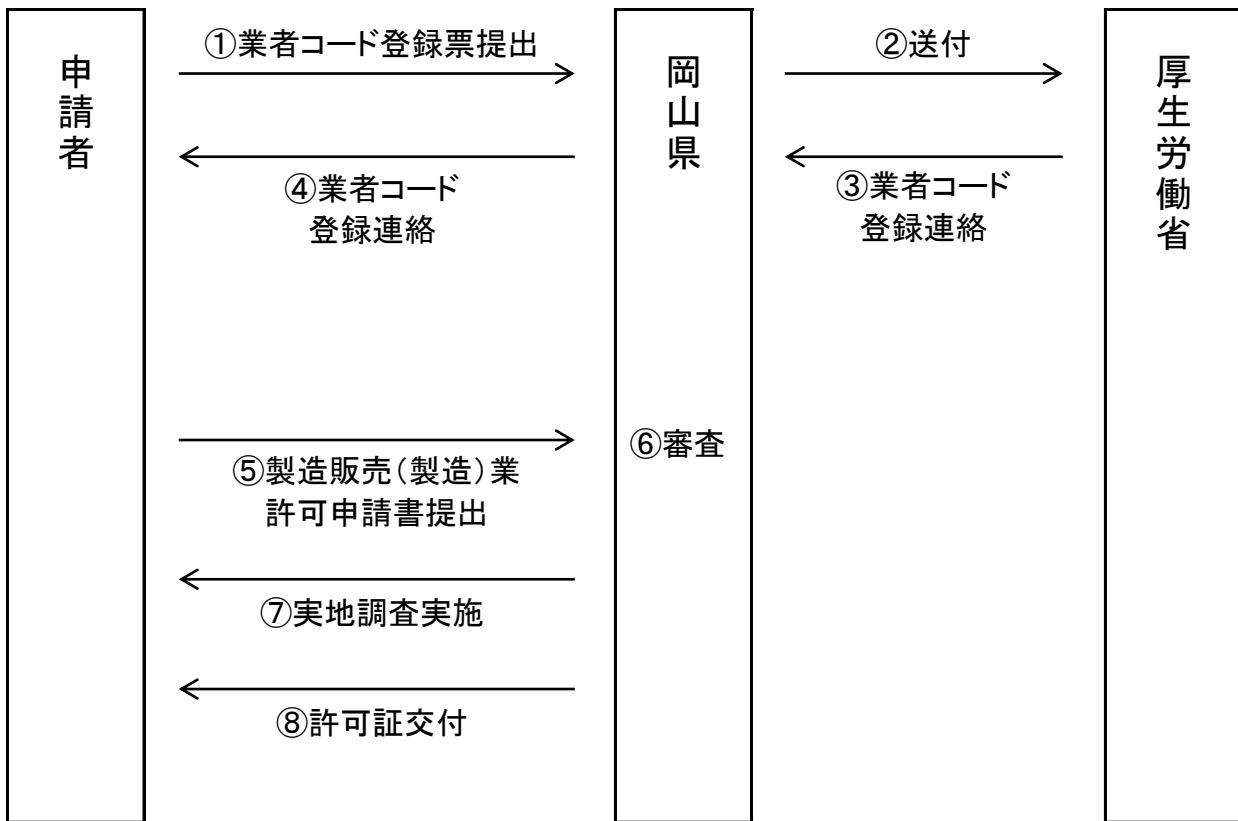 申請者
岡山県
厚生労働省
①業者コード登録票提出
②送付
③業者コード
登録連絡
④業者コード
登録連絡
⑤製造販売（製造）業
許可申請書提出
⑥審査
⑦実地調査実施
⑧許可証交付